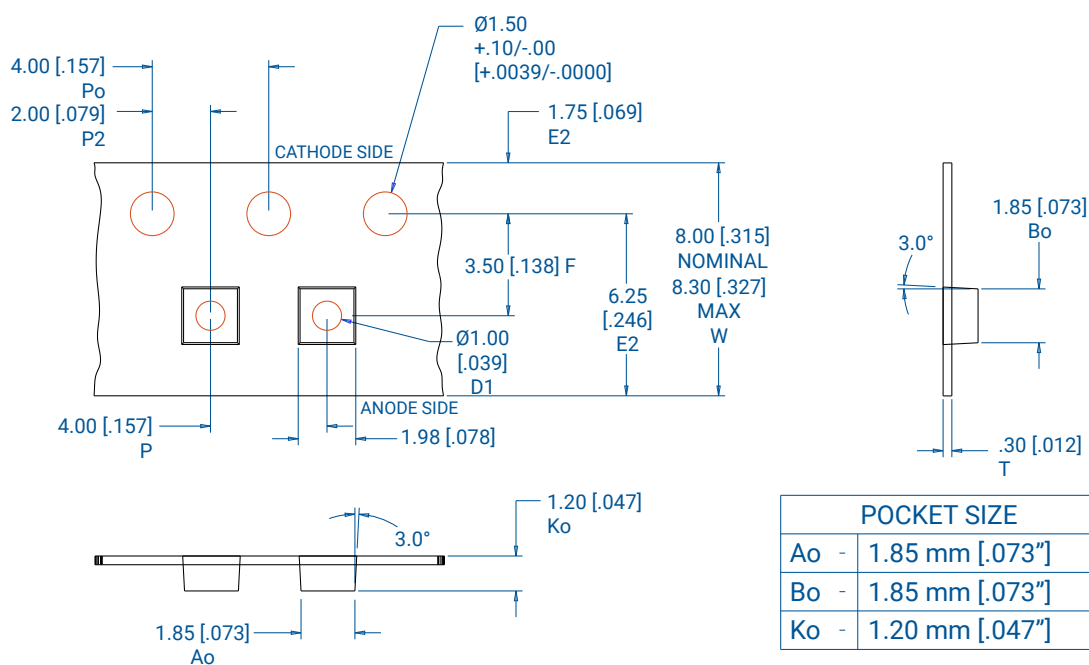 Ø1.50
+.10/-.00
[+.0039/-.0000]
4.00 [.157]
Po
2.00 [.079]
P2
1.75 [.069]
E2
CATHODE SIDE
3.50 [.138] F
8.00 [.315]
NOMINAL
8.30 [.327]
MAX
W
6.25
[.246]
E2
Ø1.00
[.039]
D1
ANODE SIDE
4.00 [.157]
P
1.98 [.078]
1.85 [.073]
Bo
3.0°
.30 [.012]
T
1.20 [.047]
Ko
3.0°
1.85 [.073]
Ao
POCKET SIZE
Ao - 1.85 mm [.073”]
Bo - 1.85 mm [.073”]
Ko - 1.20 mm [.047”]